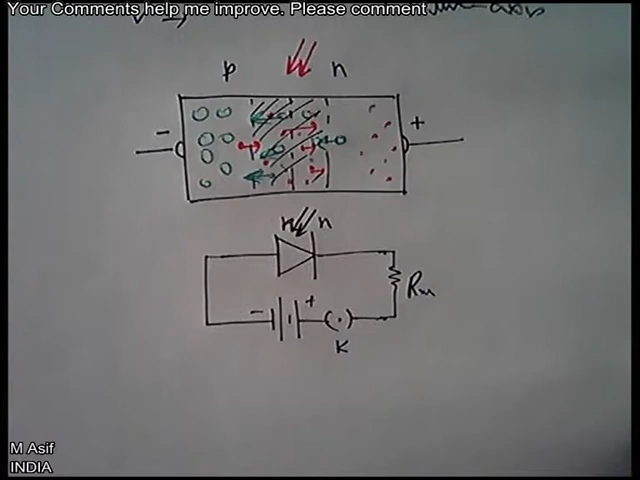 Your Comments help me improve. Please comment
p n
- +
n
- +
Rm
K
M Asif
INDIA